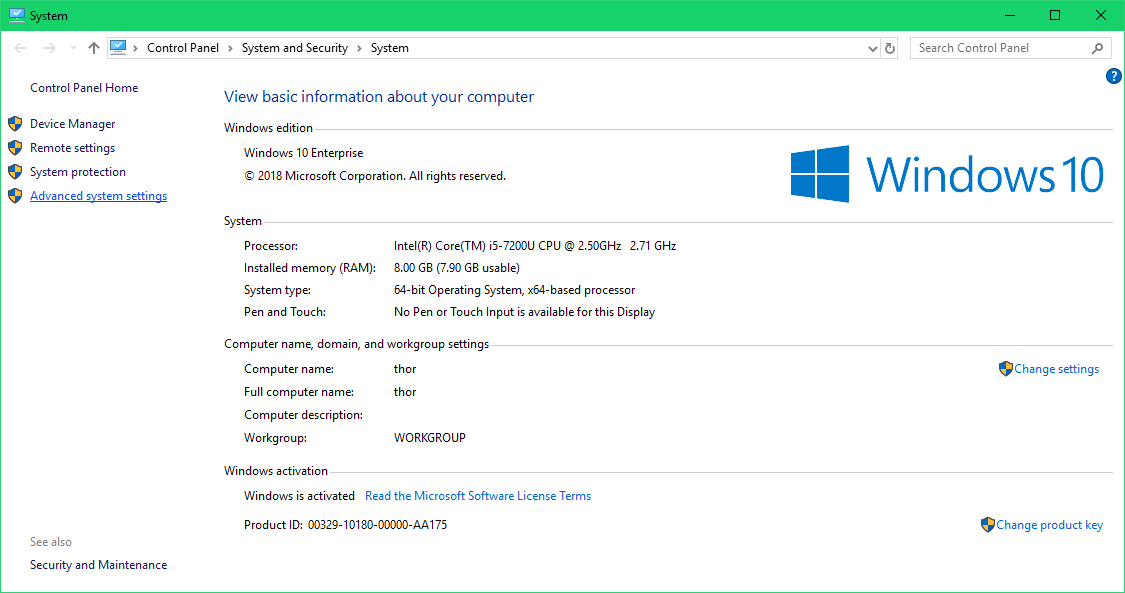 System
Control Panel › System and Security › System
Search Control Panel
?
Control Panel Home
Device Manager
Remote settings
System protection
Advanced system settings
View basic information about your computer
Windows edition
Windows 10 Enterprise
© 2018 Microsoft Corporation. All rights reserved.
Windows 10
System
Processor: Intel(R) Core(TM) i5-7200U CPU @ 2.50GHz 2.71 GHz
Installed memory (RAM): 8.00 GB (7.90 GB usable)
System type: 64-bit Operating System, x64-based processor
Pen and Touch: No Pen or Touch Input is available for this Display
Computer name, domain, and workgroup settings
Computer name: thor Change settings
Full computer name: thor
Computer description:
Workgroup: WORKGROUP
Windows activation
Windows is activated Read the Microsoft Software License Terms
Product ID: 00329-10180-00000-AA175 Change product key
See also
Security and Maintenance